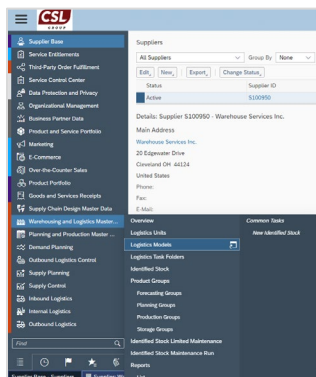 CSL
GROUP
Supplier Base
Service Entitlements
Third-Party Order Fulfillment
Service Control Center
Data Protection and Privacy
Organizational Management
Business Partner Data
Product and Service Portfolio
Marketing
E-Commerce
Over-the-Counter Sales
Product Portfolio
Goods and Services Receipts
Supply Chain Design Master Data
Warehousing and Logistics Master...
Planning and Production Master ...
Demand Planning
Outbound Logistics Control
Supply Planning
Supply Control
Inbound Logistics
Internal Logistics
Outbound Logistics
Find
Suppliers
All Suppliers Group By None
Edit New Export Change Status
Status Supplier ID
Active S100950
Details: Supplier S100950 - Warehouse Services Inc.
Main Address
Warehouse Services Inc.
20 Edgewater Drive
Cleveland OH 44124
United States
Phone:
Fax:
E-Mail:
Overview
Logistics Units
Logistics Models
Logistics Task Folders
Identified Stock
Product Groups
Forecasting Groups
Planning Groups
Production Groups
Storage Groups
Identified Stock Limited Maintenance
Identified Stock Maintenance Run
Reports
List
Common Tasks
New Identified Stock